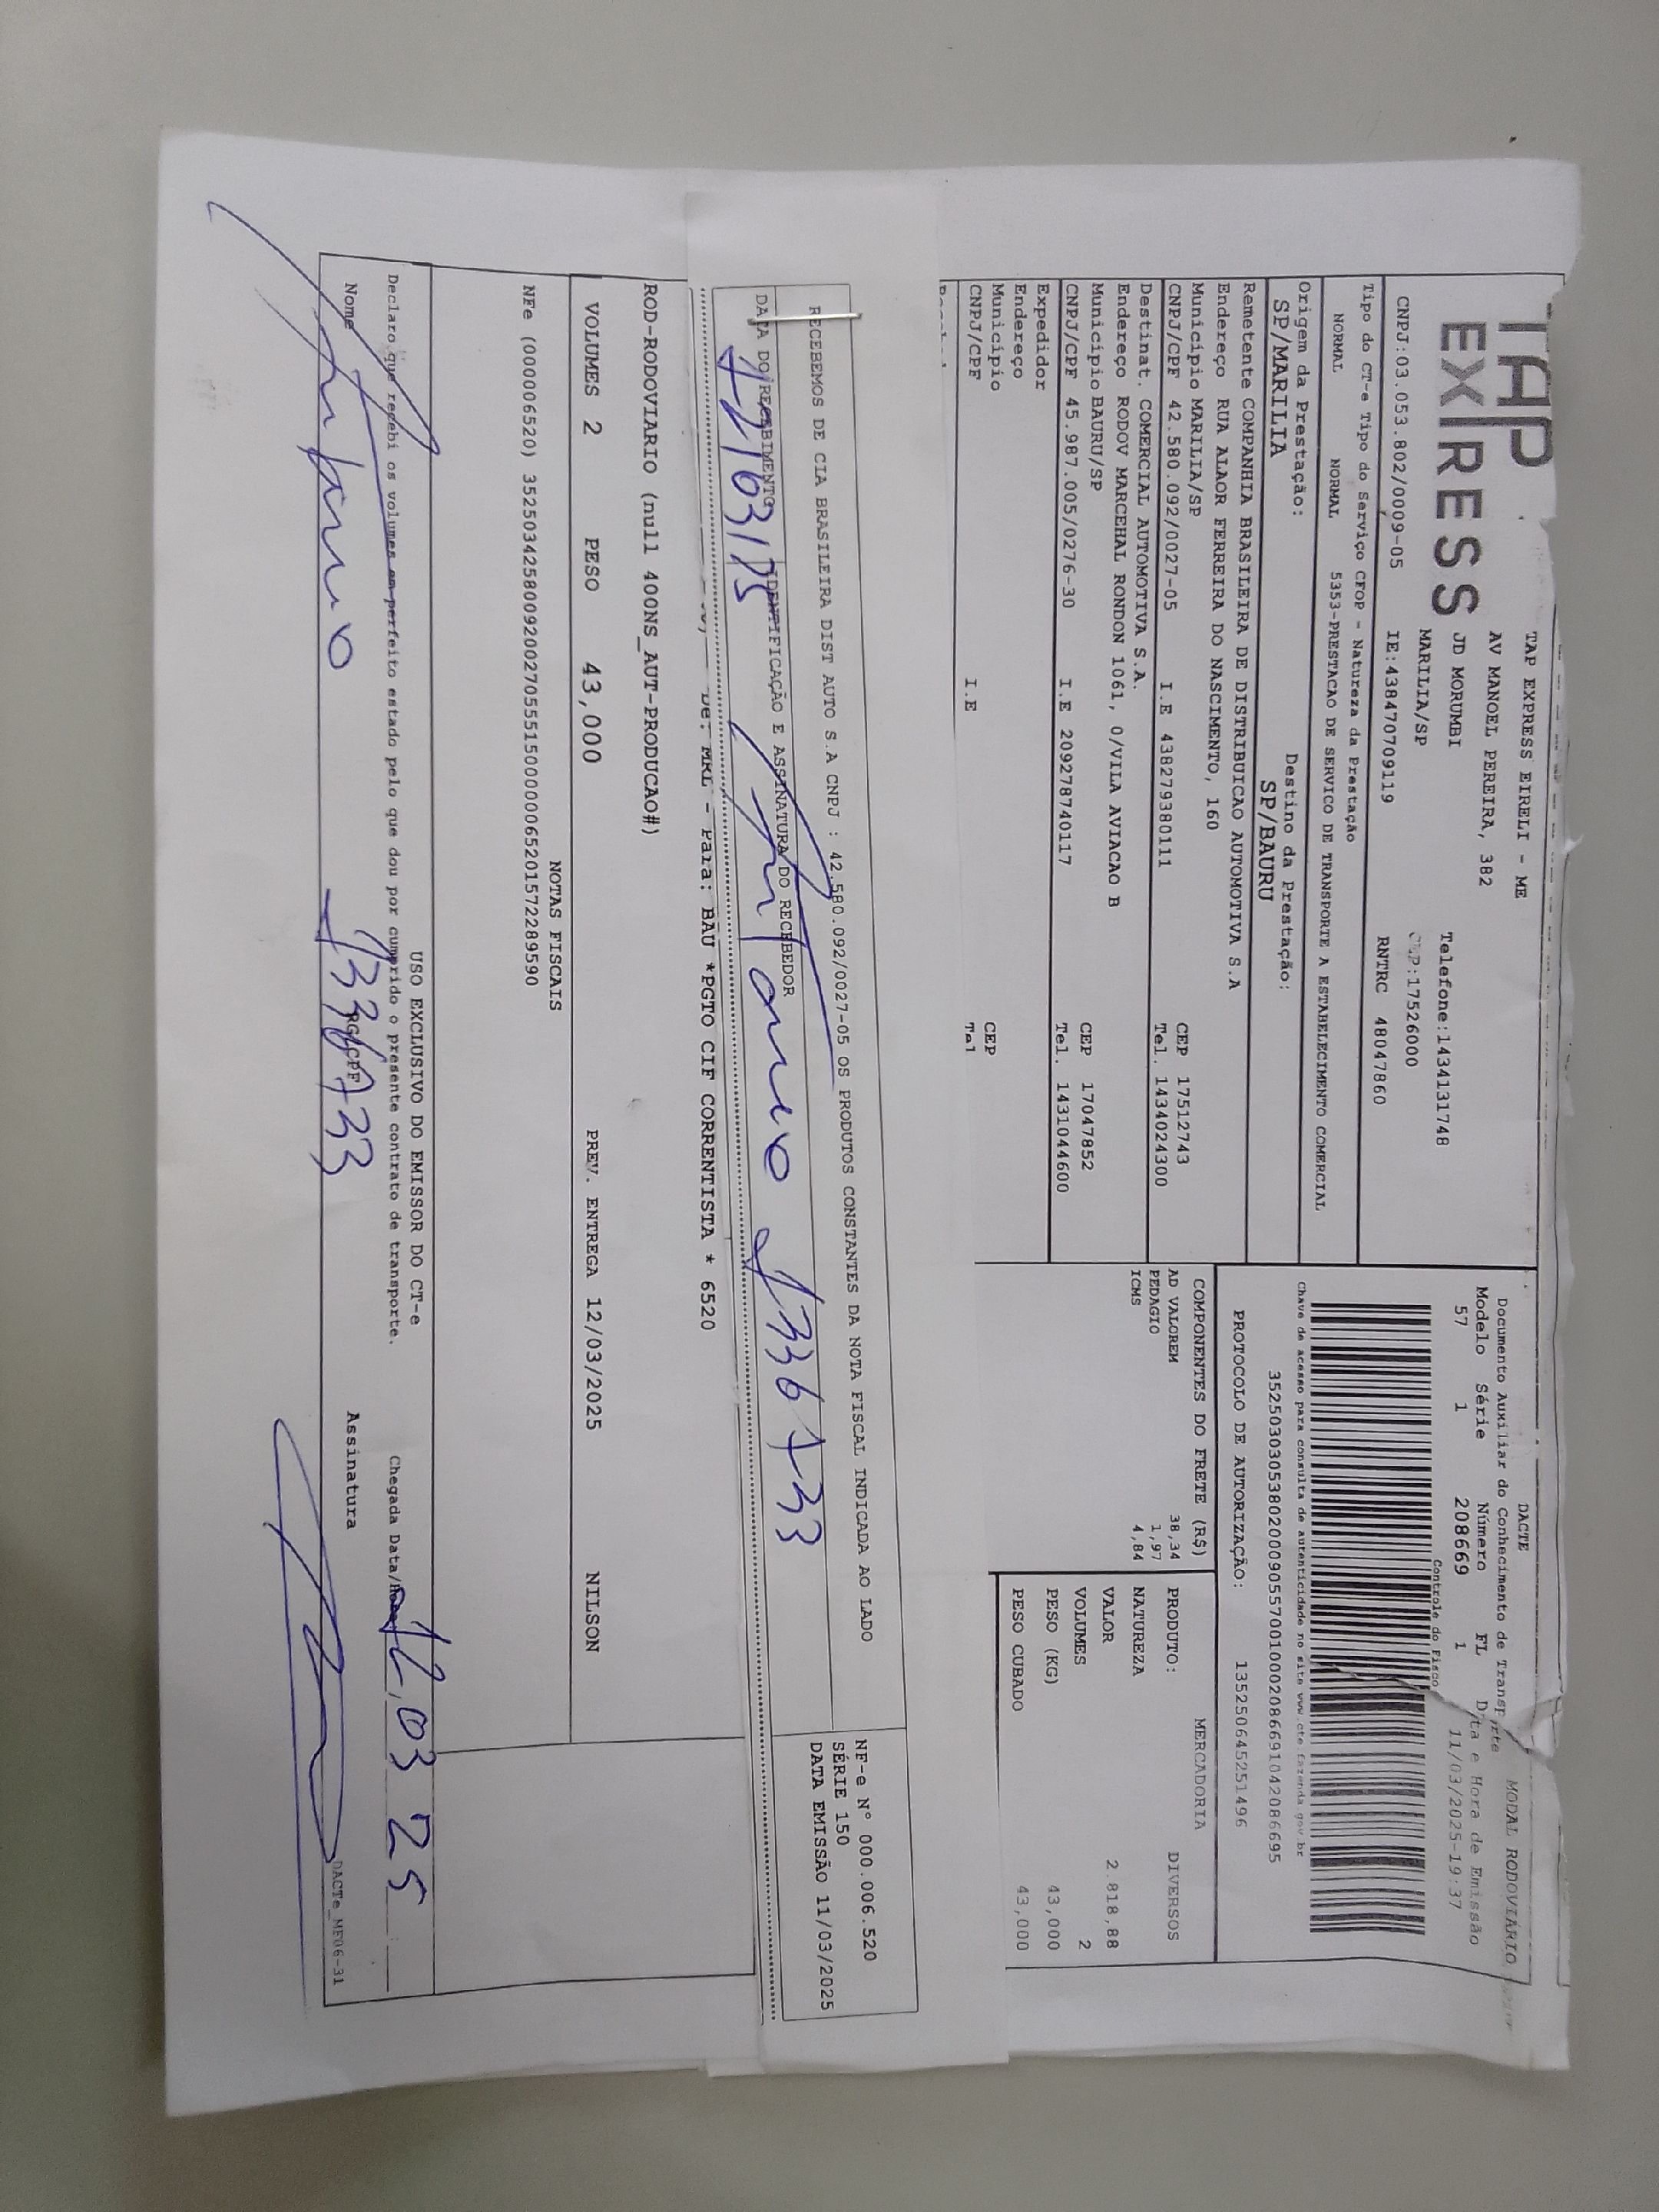 TAP
EXPRESS
TAP EXPRESS EIRELI - ME
AV MANOEL PEREIRA, 382
JD MORUMBI Telefone:1434131748
MARILIA/SP CEP:17526000
CNPJ:03.053.802/0009-05 IE:438470709119 RNTRC 48047860
Tipo do CT-e Tipo do Serviço CFOP - Natureza da Prestação
NORMAL NORMAL 5353-PRESTACAO DE SERVICO DE TRANSPORTE A ESTABELECIMENTO COMERCIAL
Origem da Prestação: Destino da Prestação:
SP/MARILIA SP/BAURU
Remetente COMPANHIA BRASILEIRA DE DISTRIBUICAO AUTOMOTIVA S.A
Endereço RUA ALAOR FERREIRA DO NASCIMENTO, 160
Municipio MARILIA/SP CEP 17512743
CNPJ/CPF 42.580.092/0027-05 I.E 438279380111 Tel. 1434024300
Destinat. COMERCIAL AUTOMOTIVA S.A.
Endereço RODOV MARCEHAL RONDON 1061, 0/VILA AVIACAO B
Municipio BAURU/SP CEP 17047852
CNPJ/CPF 45.987.005/0276-30 I.E 209278740117 Tel. 1431044600
Expedidor
Endereço
Municipio CEP
CNPJ/CPF I.E Tel
DACTE MODAL RODOVIÁRIO
Documento Auxiliar do Conhecimento de Transporte
Modelo Série Número FL Data e Hora de Emissão
57 1 208669 1 11/03/2025-19:37
Controle do Fisco
Chave de acesso para consulta de autenticidade no site www.cte.fazenda.gov.br
35250303053802000905570010002086691042086695
PROTOCOLO DE AUTORIZAÇÃO: 135250645251496
COMPONENTES DO FRETE (R$)
AD VALOREM 38,34
PEDAGIO 1,97
ICMS 4,84
MERCADORIA
PRODUTO: DIVERSOS
NATUREZA
VALOR 2.818,88
VOLUMES 2
PESO (KG) 43,000
PESO CUBADO 43,000
RECEBEMOS DE CIA BRASILEIRA DIST AUTO S.A CNPJ : 42.580.092/0027-05 OS PRODUTOS CONSTANTES DA NOTA FISCAL INDICADA AO LADO
DATA DO RECEBIMENTO IDENTIFICAÇÃO E ASSINATURA DO RECEBEDOR
12/03/25
NF-e N° 000.006.520
SÉRIE 150
DATA EMISSÃO 11/03/2025
De: MRL - Para: BAU *PGTO CIF CORRENTISTA * 6520
ROD-RODOVIARIO (null 400NS_AUT-PRODUCAO#)
VOLUMES 2 PESO 43,000 PREV. ENTREGA 12/03/2025 NILSON
NOTAS FISCAIS
NFe (000006520) 35250342580092002705551500000065201572289590
USO EXCLUSIVO DO EMISSOR DO CT-e
Declaro que recebi os volumes em perfeito estado pelo que dou por cumprido o presente contrato de transporte. Chegada Data/Hora 12 03 25
Nome RG/CPF Assinatura
DACTe_MF06-31